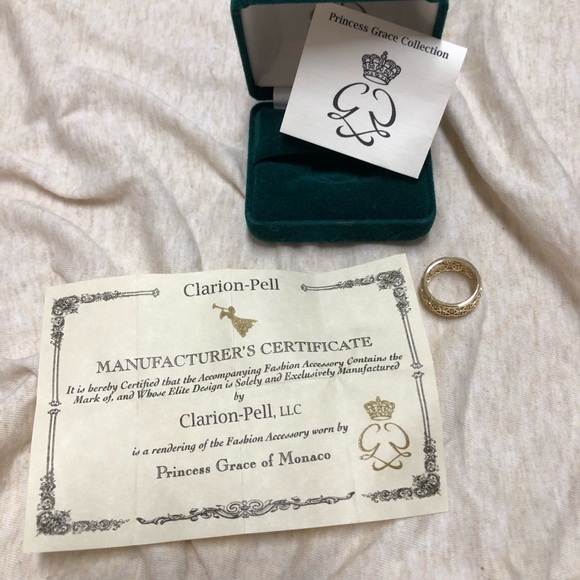 Princess Grace Collection
Clarion-Pell
MANUFACTURER'S CERTIFICATE
It is hereby Certified that the Accompanying Fashion Accessory Contains the
Mark of, and Whose Elite Design is Solely and Exclusively Manufactured
by
Clarion-Pell, LLC
is a rendering of the Fashion Accessory worn by
Princess Grace of Monaco